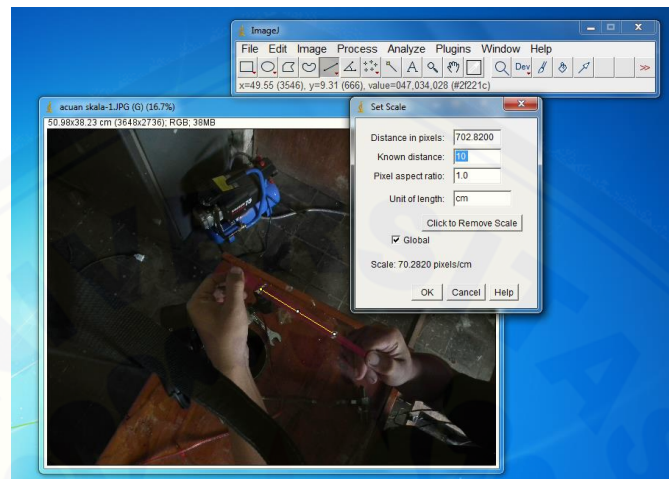 ImageJ
File Edit Image Process Analyze Plugins Window Help
Dev
x=49.55 (3546), y=9.31 (666), value=047,034,028 (#2f221c)
acuan skala-1.JPG (G) (16.7%)
50.98x38.23 cm (3648x2736); RGB; 38MB
Set Scale
Distance in pixels: 702.8200
Known distance: 10
Pixel aspect ratio: 1.0
Unit of length: cm
Click to Remove Scale
Global
Scale: 70.2820 pixels/cm
OK Cancel Help